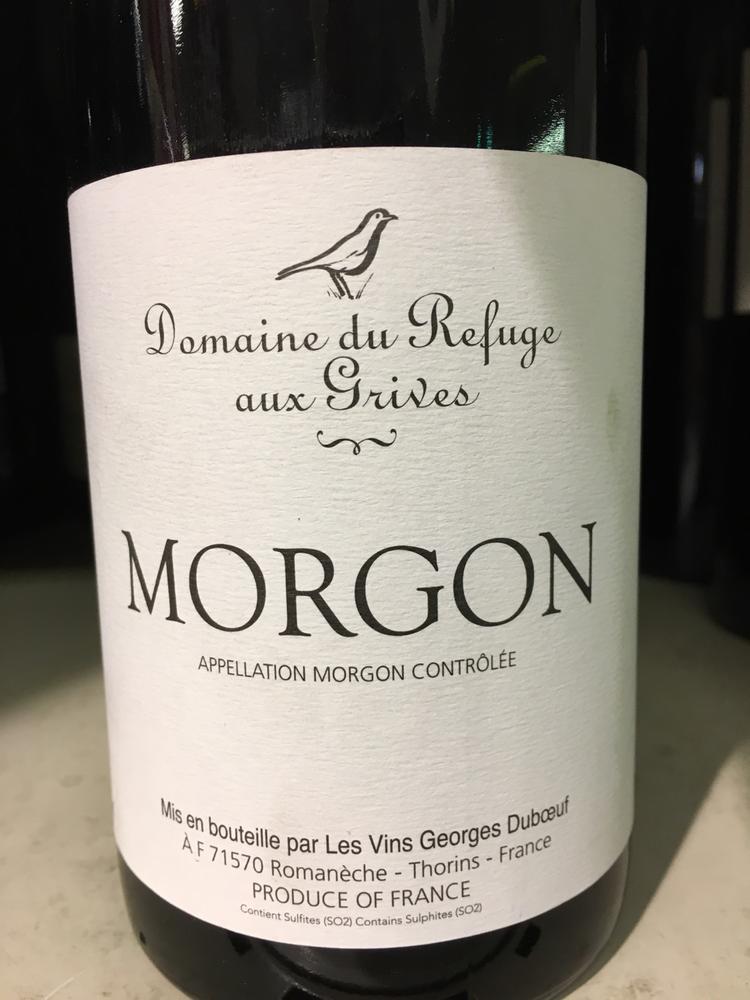 Domaine du Refuge
aux Grives
MORGON
APPELLATION MORGON CONTRÔLÉE
Mis en bouteille par Les Vins Georges Dubœuf
À F 71570 Romanèche - Thorins - France
PRODUCE OF FRANCE
Contient Sulfites (SO2) Contains Sulphites (SO2)